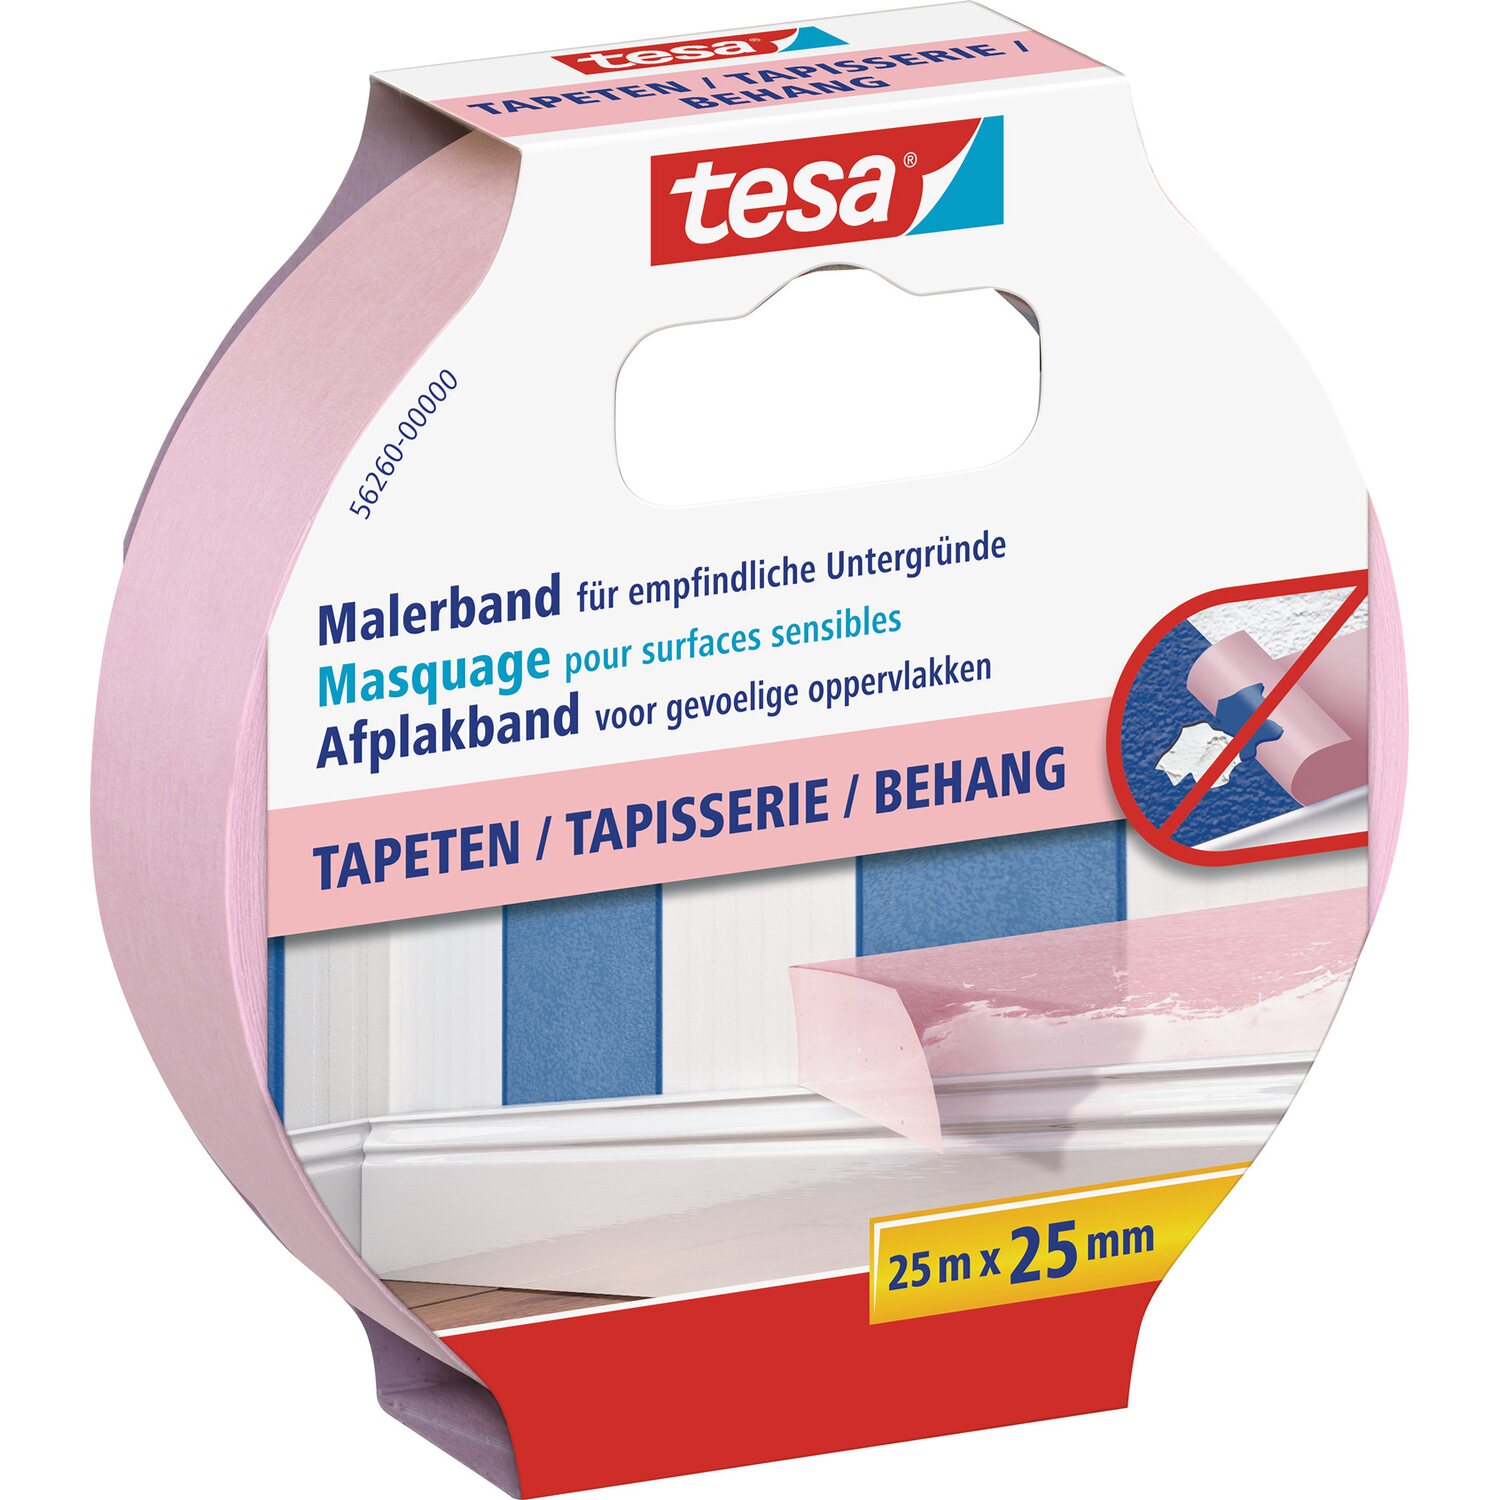 tesa®
TAPETEN / TAPISSERIE /
BEHANG
tesa®
56260-00000
Malerband für empfindliche Untergründe
Masquage pour surfaces sensibles
Afplakband voor gevoelige oppervlakken
TAPETEN / TAPISSERIE / BEHANG
25 m x 25 mm